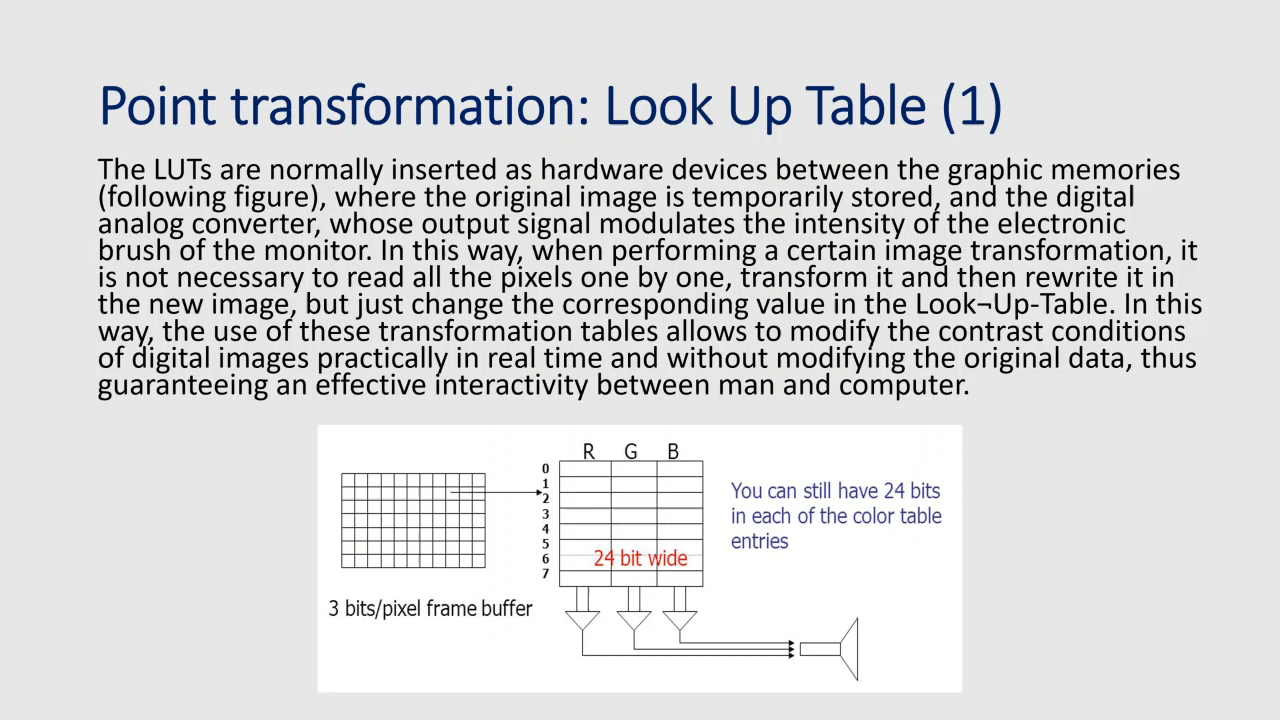 Point transformation: Look Up Table (1)
The LUTs are normally inserted as hardware devices between the graphic memories
(following figure), where the original image is temporarily stored, and the digital
analog converter, whose output signal modulates the intensity of the electronic
brush of the monitor. In this way, when performing a certain image transformation, it
is not necessary to read all the pixels one by one, transform it and then rewrite it in
the new image, but just change the corresponding value in the Look¬Up-Table. In this
way, the use of these transformation tables allows to modify the contrast conditions
of digital images practically in real time and without modifying the original data, thus
guaranteeing an effective interactivity between man and computer.
R G B
0
1
2
3
4
5
6
7
24 bit wide
You can still have 24 bits
in each of the color table
entries
3 bits/pixel frame buffer